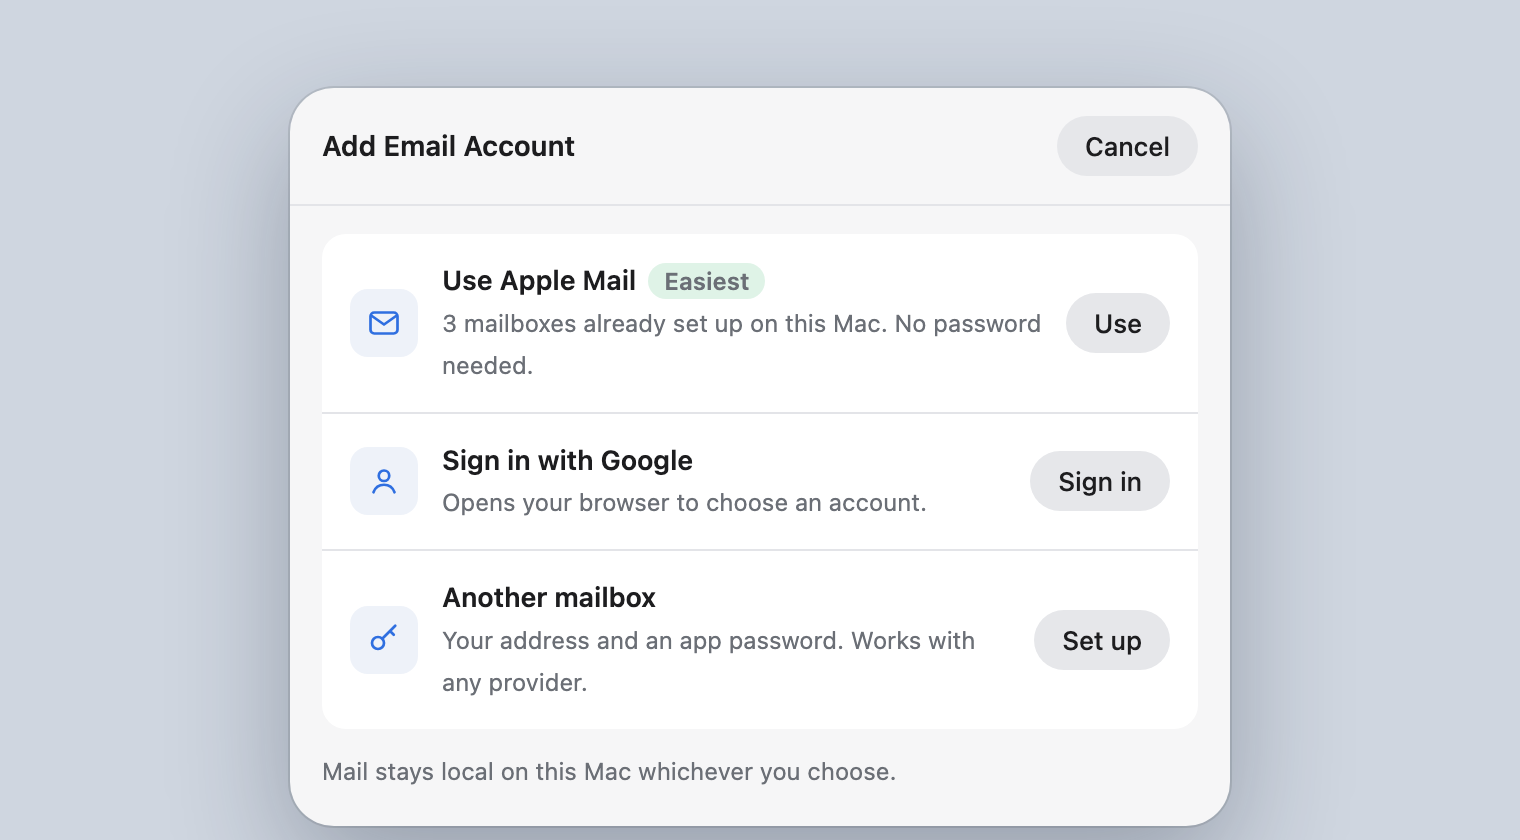 Add Email Account
Cancel
Use Apple Mail Easiest
3 mailboxes already set up on this Mac. No password
needed.
Use
Sign in with Google
Opens your browser to choose an account.
Sign in
Another mailbox
Your address and an app password. Works with
any provider.
Set up
Mail stays local on this Mac whichever you choose.